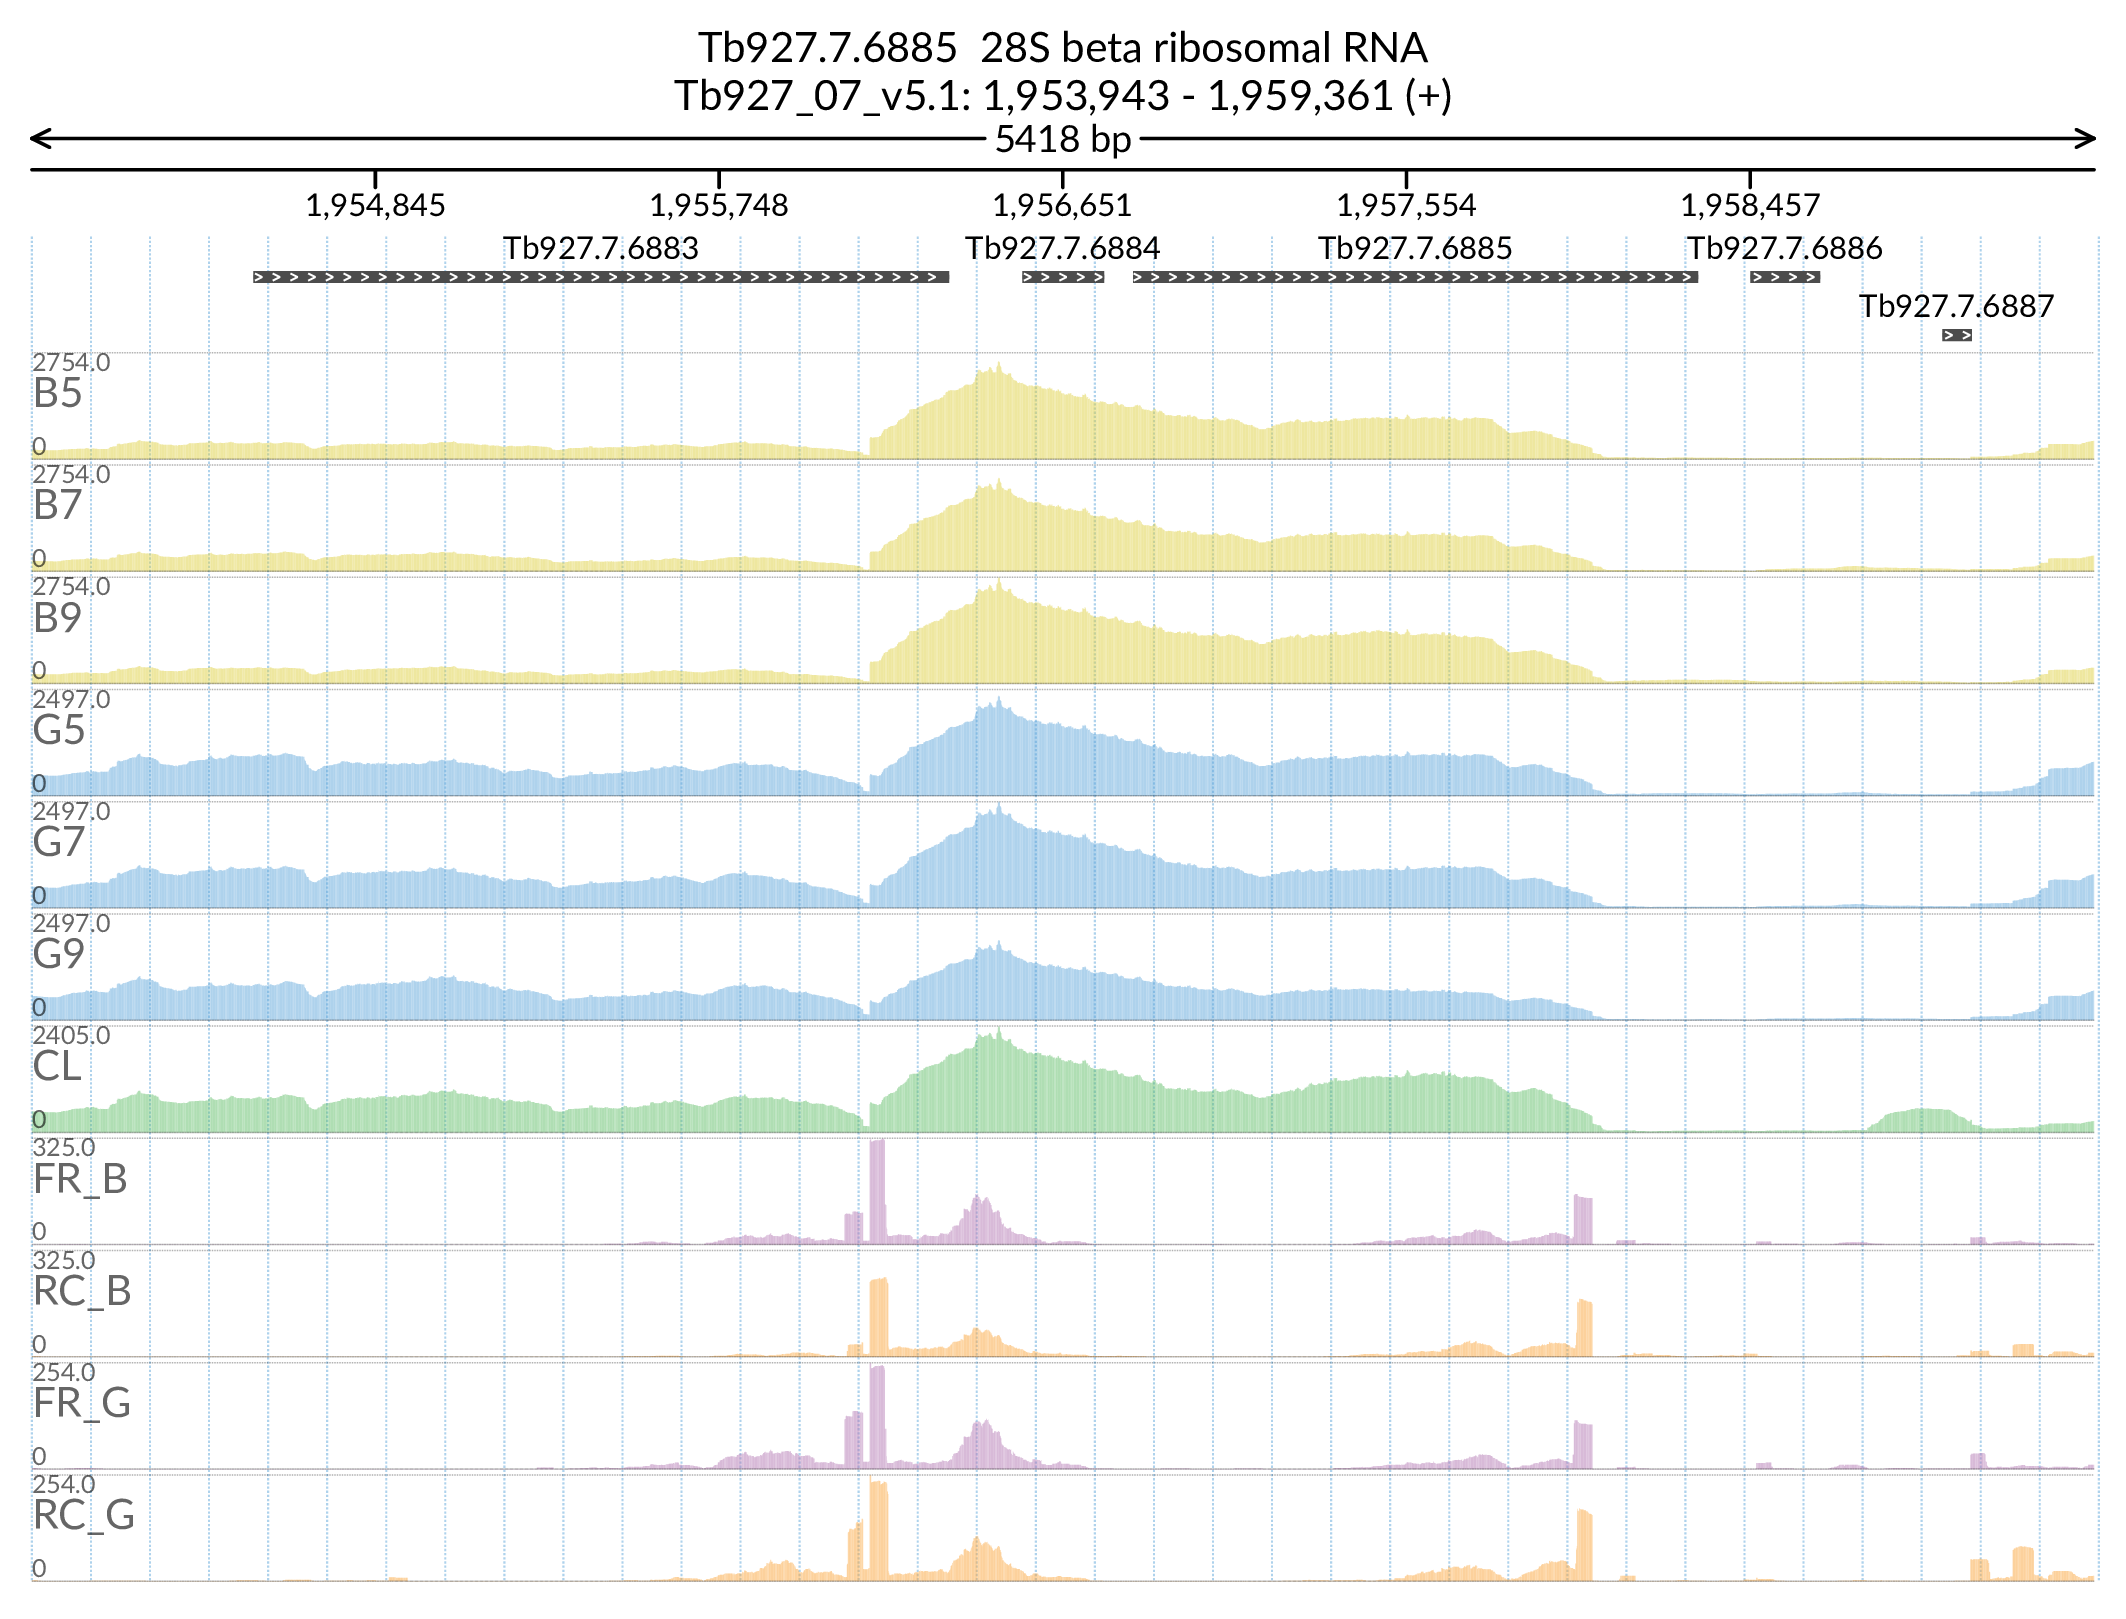 Tb927.7.6885  28S beta ribosomal RNA
Tb927_07_v5.1: 1,953,943 - 1,959,361 (+)
5418 bp
1,954,845 1,955,748 1,956,651 1,957,554 1,958,457
Tb927.7.6883 Tb927.7.6884 Tb927.7.6885 Tb927.7.6886
Tb927.7.6887
2754.0
B5
0
2754.0
B7
0
2754.0
B9
0
2497.0
G5
0
2497.0
G7
0
2497.0
G9
0
2405.0
CL
0
325.0
FR_B
0
325.0
RC_B
0
254.0
FR_G
0
254.0
RC_G
0